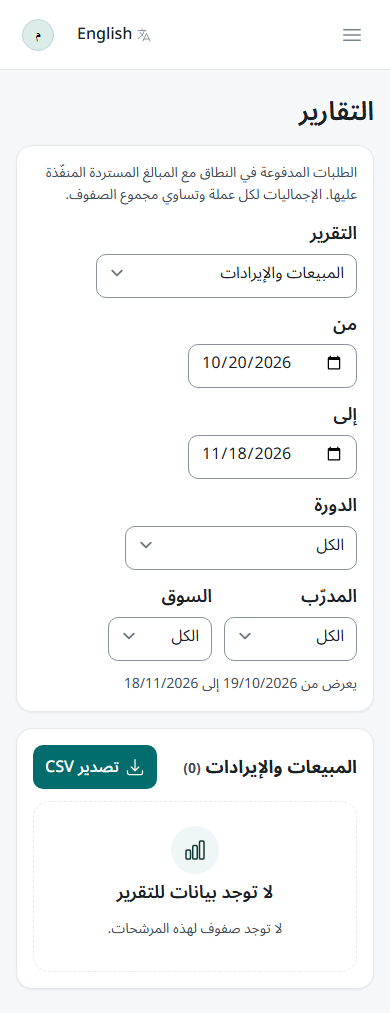 م
English
التقارير
الطلبات المدفوعة في النطاق مع المبالغ المستردة المنفّذة
عليها. الإجماليات لكل عملة وتساوي مجموع الصفوف.
التقرير
المبيعات والإيرادات
من
10/20/2026
إلى
11/18/2026
الدورة
الكل
المدرّب
السوق
الكل
الكل
يعرض من 19/10/2026 إلى 18/11/2026
المبيعات والإيرادات (0)
تصدير CSV
لا توجد بيانات للتقرير
لا توجد صفوف لهذه المرشحات.